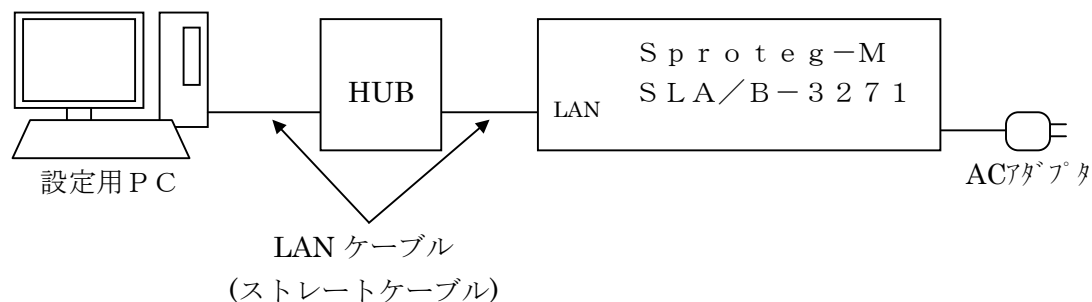 Ｓｐｒｏｔｅｇ－Ｍ
ＳＬＡ／Ｂ－３２７１
HUB
LAN
設定用ＰＣ
ACｱﾀﾞﾌﾟﾀ
LAN ケーブル
(ストレートケーブル)